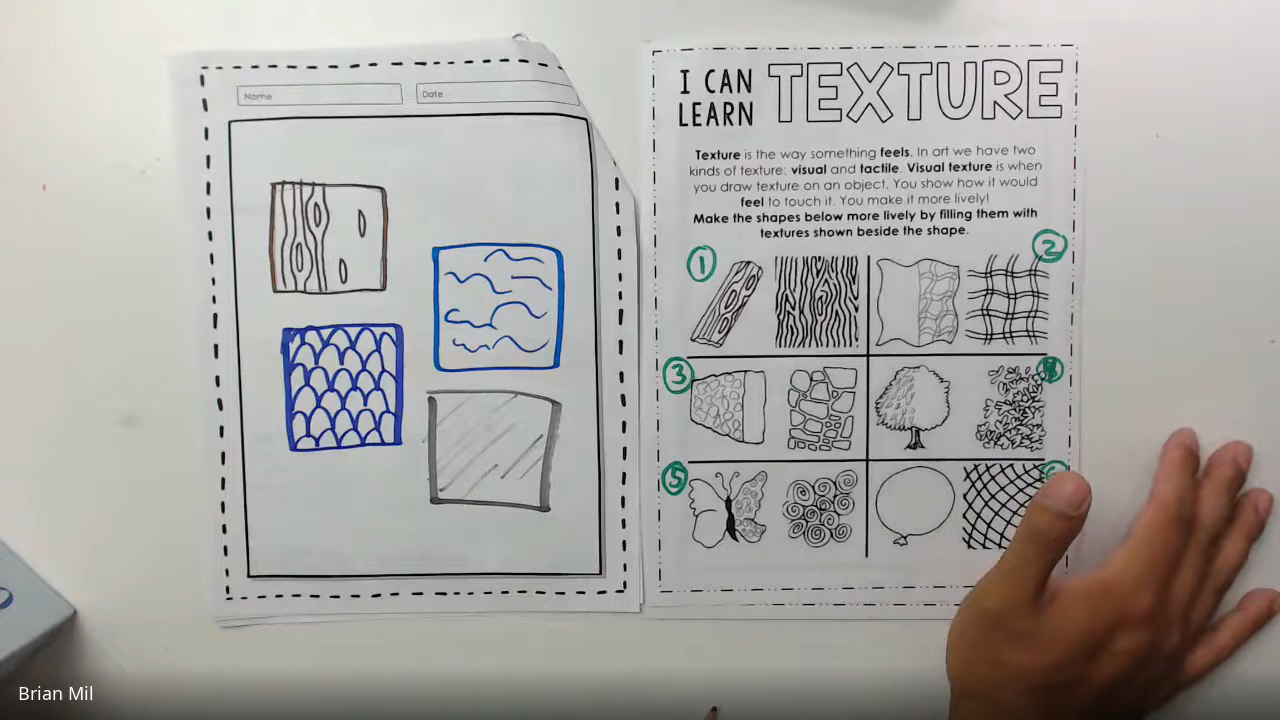 Name
Date
I CAN
LEARN
TEXTURE
Texture is the way something feels. In art we have two
kinds of texture: visual and tactile. Visual texture is when
you draw texture on an object. You show how it would
feel to touch it. You make it more lively!
Make the shapes below more lively by filling them with
textures shown beside the shape.
1
2
3
5
Brian Mil